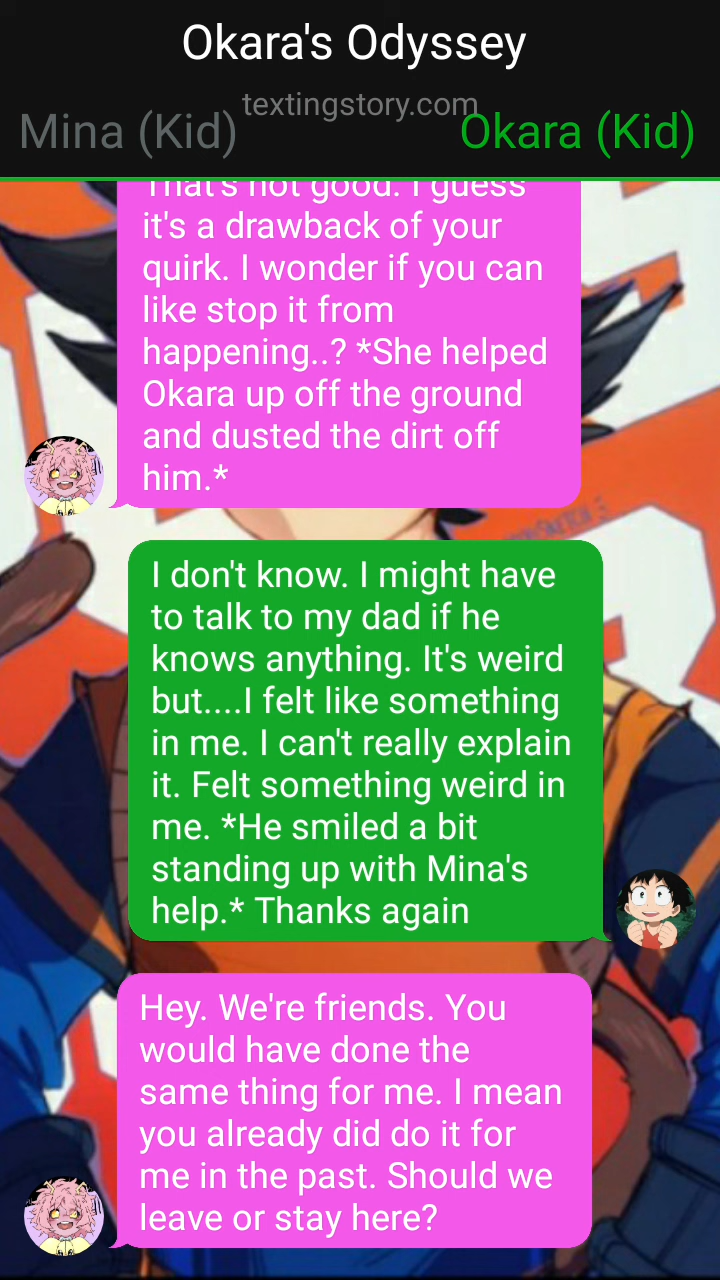 Okara's Odyssey
textingstory.com
Mina (Kid)
Okara (Kid)
That's not good. I guess
it's a drawback of your
quirk. I wonder if you can
like stop it from
happening..? *She helped
Okara up off the ground
and dusted the dirt off
him.*
I don't know. I might have
to talk to my dad if he
knows anything. It's weird
but....I felt like something
in me. I can't really explain
it. Felt something weird in
me. *He smiled a bit
standing up with Mina's
help.* Thanks again
Hey. We're friends. You
would have done the
same thing for me. I mean
you already did do it for
me in the past. Should we
leave or stay here?